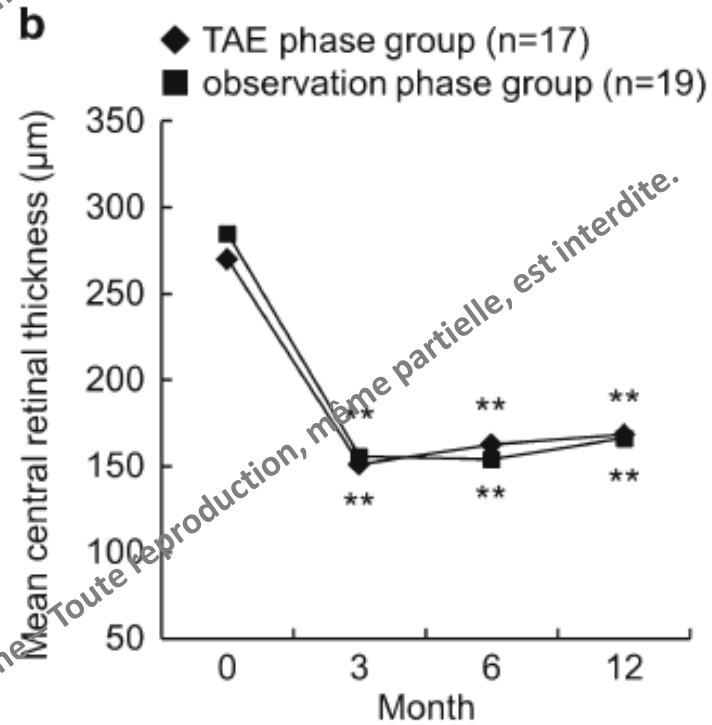 b
◆ TAE phase group (n=17)
■ observation phase group (n=19)
Mean central retinal thickness (μm)
350
300
250
200
150
100
50
**
**
**
**
**
**
0 3 6 12
Month
Toute reproduction, même partielle, est interdite.